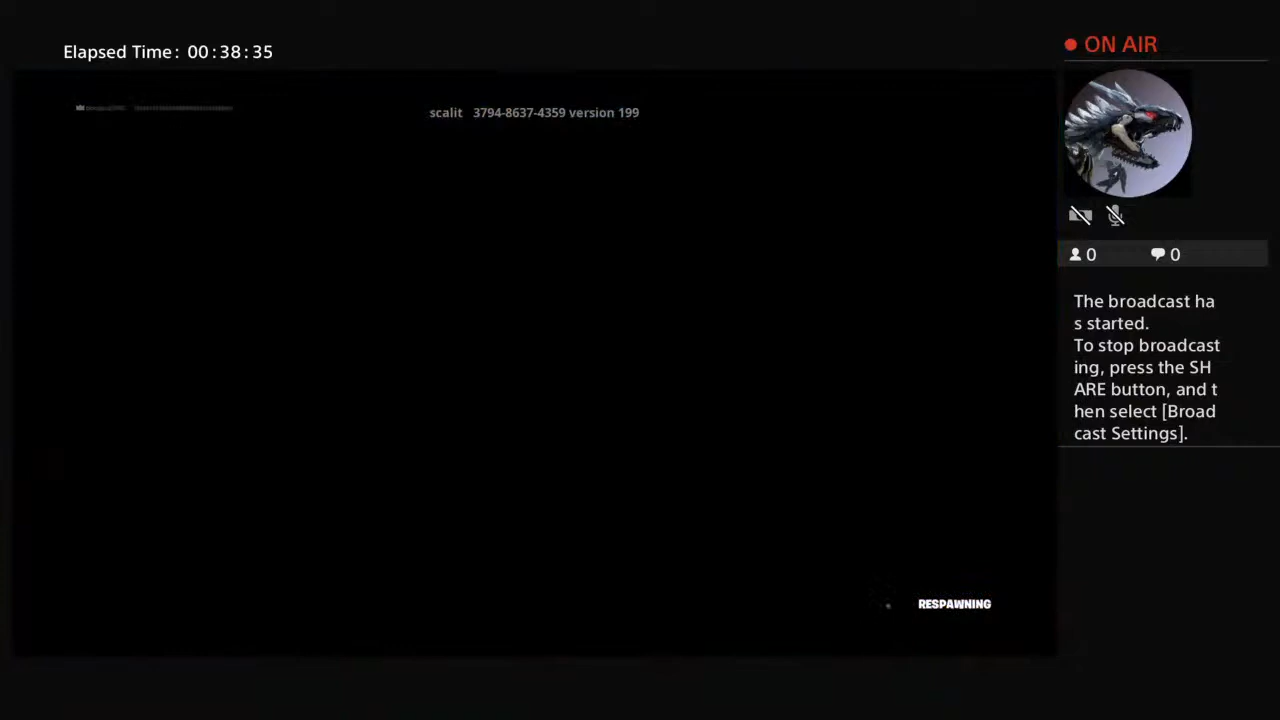 Elapsed Time: 00:38:35
ON AIR
scalit 3794-8637-4359 version 199
0 0
The broadcast ha
s started.
To stop broadcast
ing, press the SH
ARE button, and t
hen select [Broad
cast Settings].
RESPAWNING